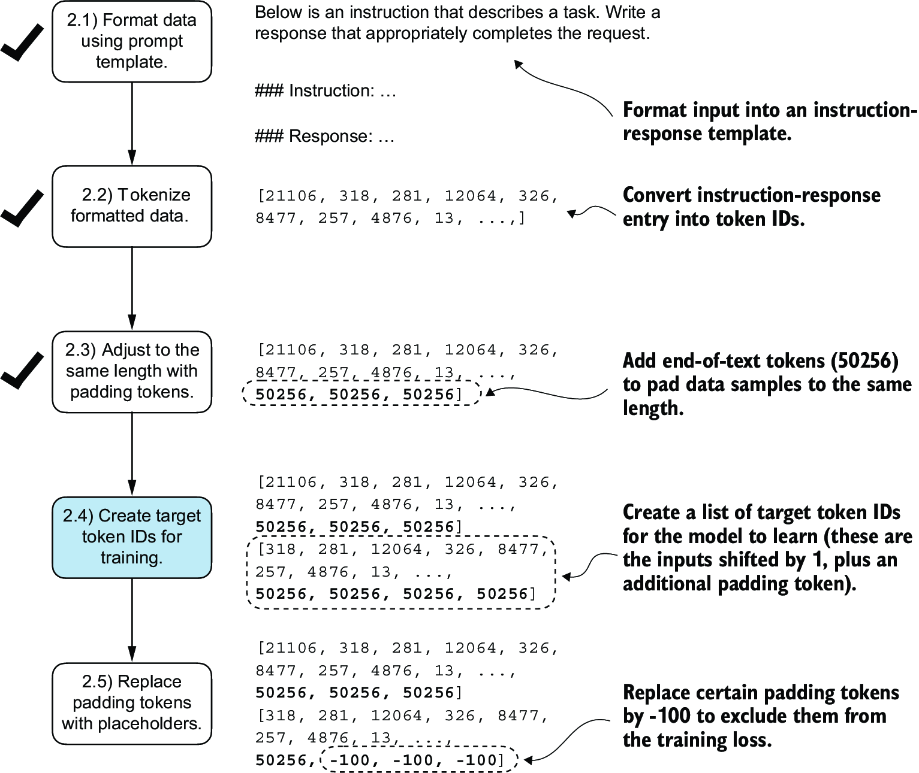 2.1) Format data
using prompt
template.
Below is an instruction that describes a task. Write a
response that appropriately completes the request.
### Instruction: …
### Response: …
Format input into an instruction-
response template.
2.2) Tokenize
formatted data.
[21106, 318, 281, 12064, 326,
8477, 257, 4876, 13, ...,]
Convert instruction-response
entry into token IDs.
2.3) Adjust to the
same length with
padding tokens.
[21106, 318, 281, 12064, 326,
8477, 257, 4876, 13, ...,
50256, 50256, 50256]
Add end-of-text tokens (50256)
to pad data samples to the same
length.
2.4) Create target
token IDs for
training.
[21106, 318, 281, 12064, 326,
8477, 257, 4876, 13, ...,
50256, 50256, 50256]
[318, 281, 12064, 326, 8477,
257, 4876, 13, ...,
50256, 50256, 50256, 50256]
Create a list of target token IDs
for the model to learn (these are
the inputs shifted by 1, plus an
additional padding token).
2.5) Replace
padding tokens
with placeholders.
[21106, 318, 281, 12064, 326,
8477, 257, 4876, 13, ...,
50256, 50256, 50256]
[318, 281, 12064, 326, 8477,
257, 4876, 13, ...,
50256, -100, -100, -100]
Replace certain padding tokens
by -100 to exclude them from
the training loss.